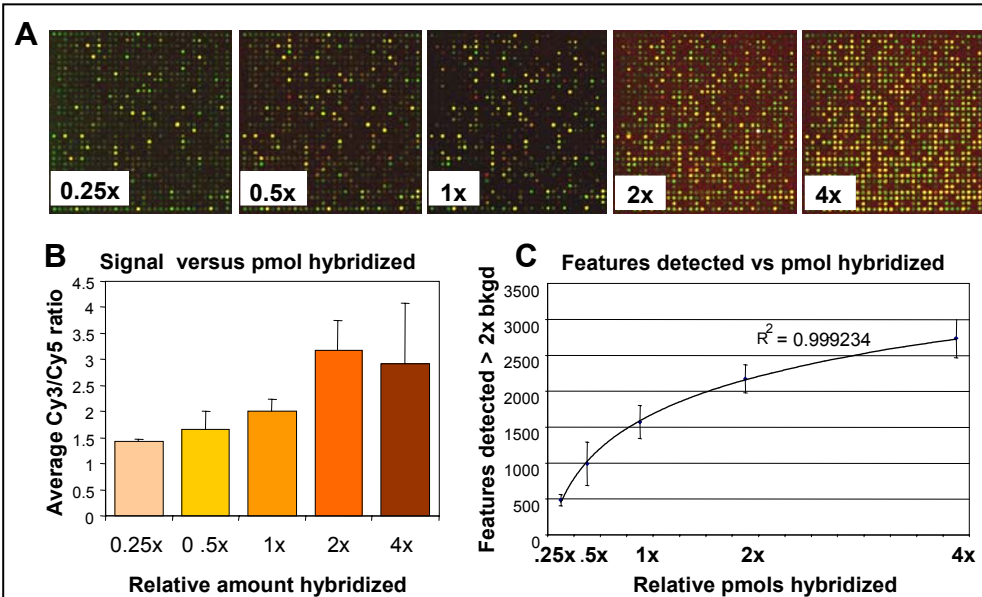 A
0.25x
0.5x
1x
2x
4x
B
Signal versus pmol hybridized
Average Cy3/Cy5 ratio
4.5
4
3.5
3
2.5
2
1.5
1
0.5
0
0.25x
0 .5x
1x
2x
4x
Relative amount hybridized
C
Features detected vs pmol hybridized
Features detected > 2x bkgd
3500
3000
2500
2000
1500
1000
500
0
R² = 0.999234
.25x
.5x
1x
2x
4x
Relative pmols hybridized